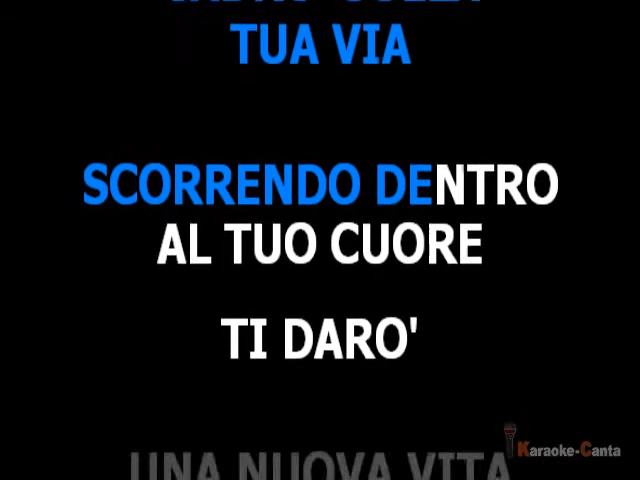 TUA VIA
SCORRENDO DENTRO
AL TUO CUORE
TI DARO'
UNA NUOVA VITA
Karaoke-Canta